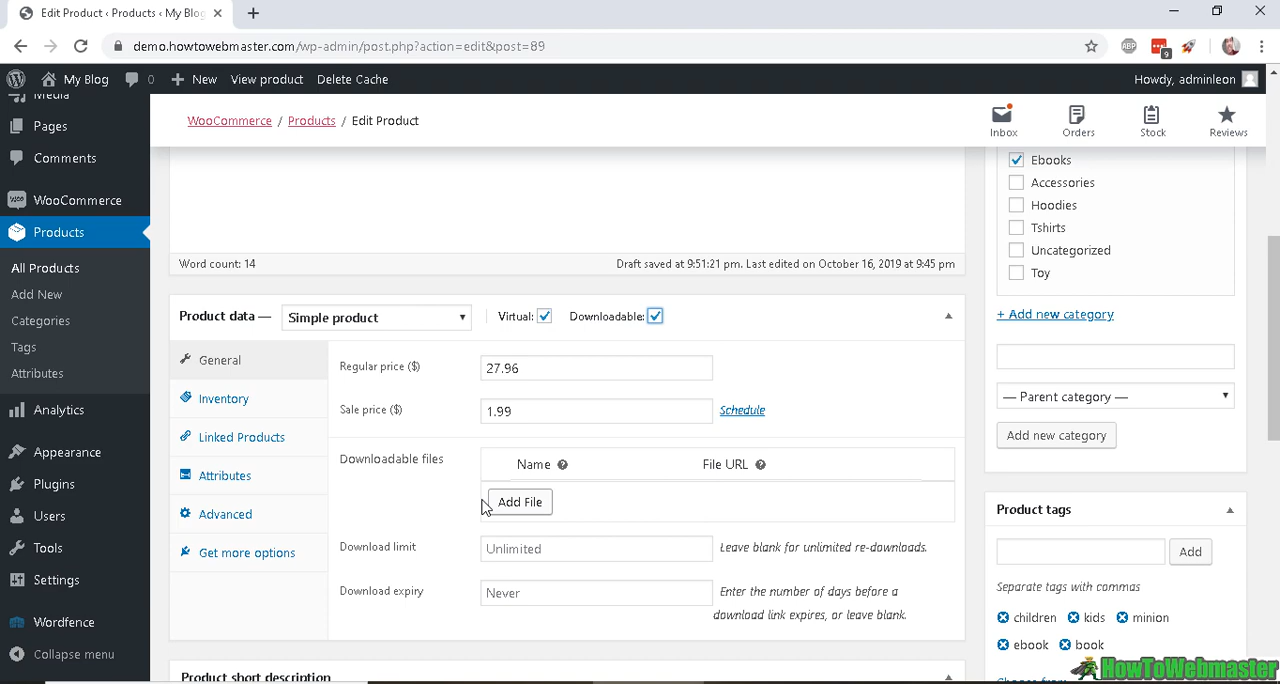 Edit Product ‹ Products ‹ My Blog
demo.howtowebmaster.com/wp-admin/post.php?action=edit&post=89
ABP
9
My Blog 0 New View product Delete Cache Howdy, adminleon
Media
Pages
Comments
WooCommerce
Products
All Products
Add New
Categories
Tags
Attributes
Analytics
Appearance
Plugins
Users
Tools
Settings
Wordfence
Collapse menu
WooCommerce / Products / Edit Product
Inbox Orders Stock Reviews
Word count: 14 Draft saved at 9:51:21 pm. Last edited on October 16, 2019 at 9:45 pm
Product data — Simple product Virtual: Downloadable:
General
Inventory
Linked Products
Attributes
Advanced
Get more options
Regular price ($) 27.96
Sale price ($) 1.99 Schedule
Downloadable files Name File URL
Add File
Download limit Unlimited Leave blank for unlimited re-downloads.
Download expiry Never Enter the number of days before a
download link expires, or leave blank.
Product short description
Ebooks
Accessories
Hoodies
Tshirts
Uncategorized
Toy
+ Add new category
— Parent category —
Add new category
Product tags
Add
Separate tags with commas
children kids minion
ebook book
HowToWebmaster